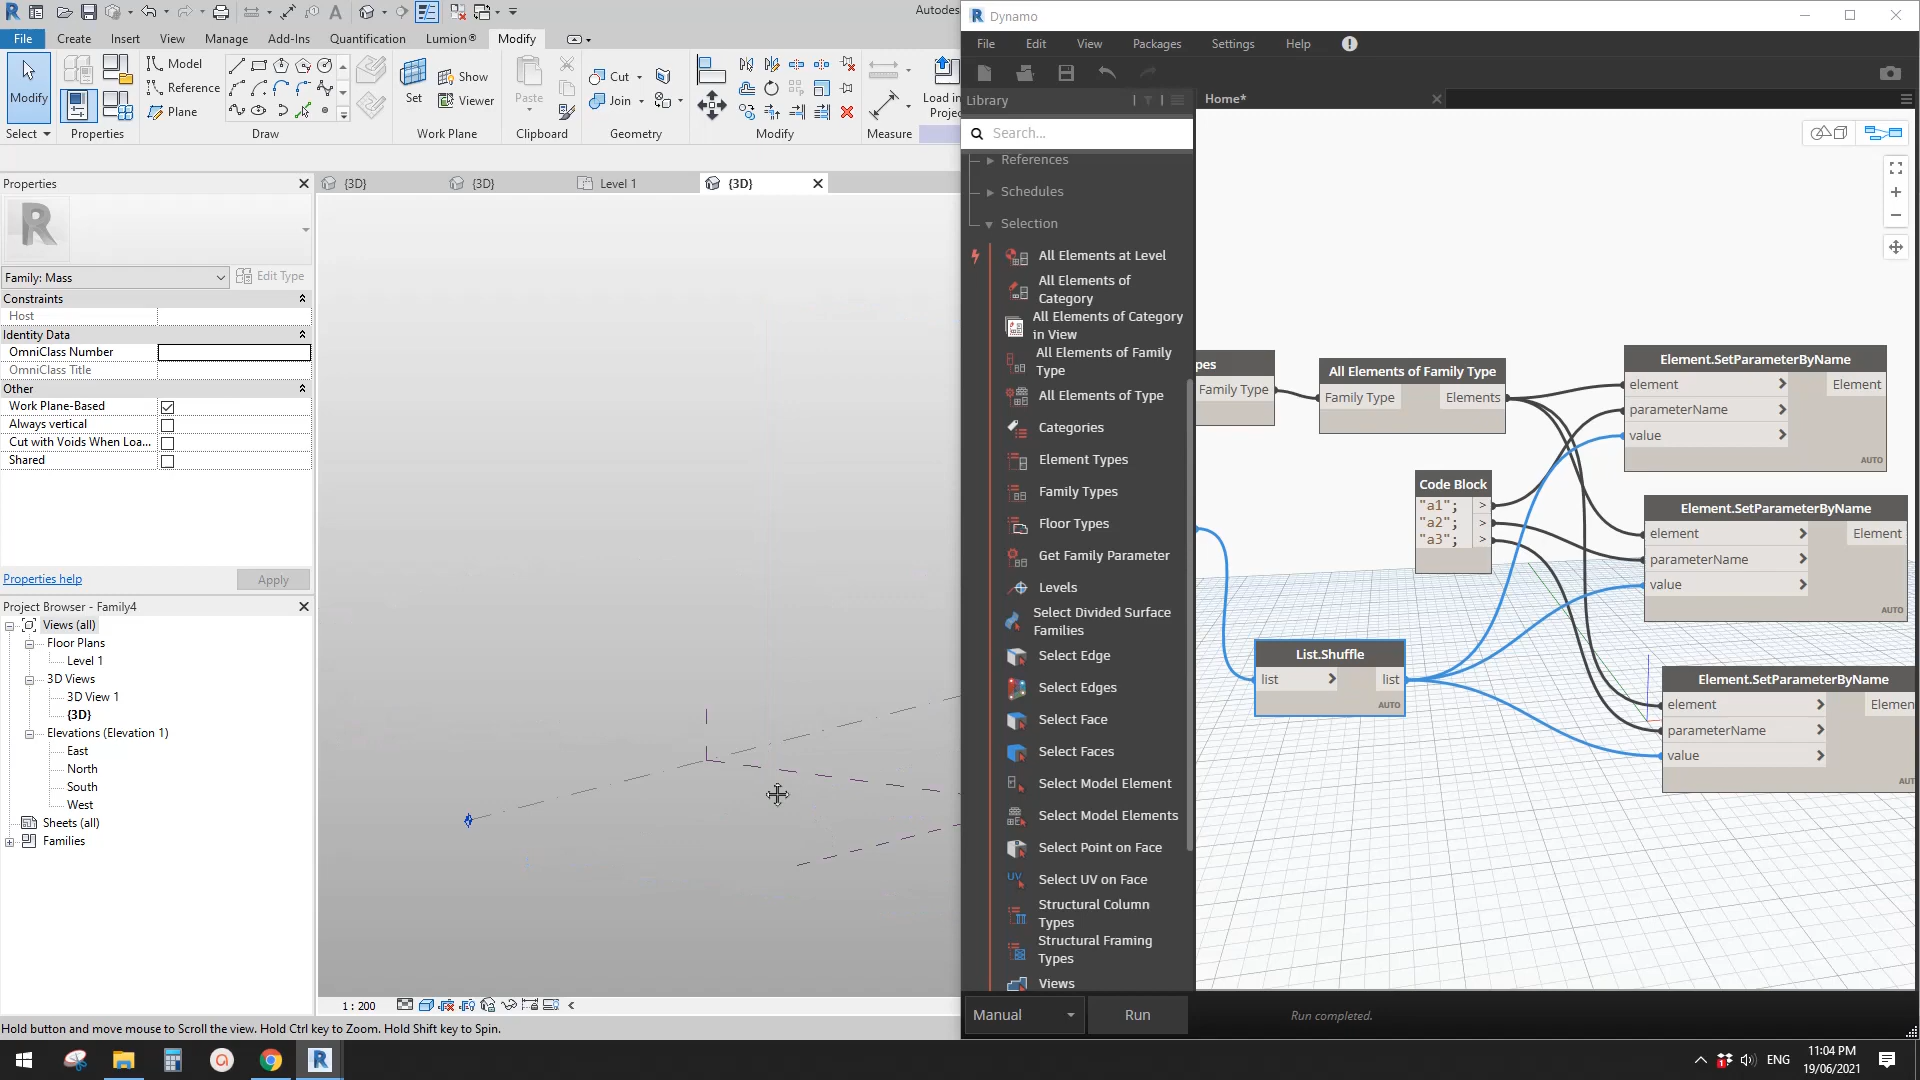 Autodes
File
Create
Insert
View
Manage
Add-Ins
Quantification
Lumion®
Modify
Modify
Select
Properties
Model
Reference
Plane
Draw
Set
Show
Viewer
Work Plane
Paste
Clipboard
Cut
Join
Geometry
Modify
Measure
Load in
Projec
Properties
{3D}
{3D}
Level 1
{3D}
Family: Mass
Edit Type
Constraints
Host
Identity Data
OmniClass Number
OmniClass Title
Other
Work Plane-Based
Always vertical
Cut with Voids When Loa...
Shared
Properties help
Apply
Project Browser - Family4
Views (all)
Floor Plans
Level 1
3D Views
3D View 1
{3D}
Elevations (Elevation 1)
East
North
South
West
Sheets (all)
Families
1 : 200
Hold button and move mouse to Scroll the view. Hold Ctrl key to Zoom. Hold Shift key to Spin.
Dynamo
File
Edit
View
Packages
Settings
Help
Library
Home*
Search...
References
Schedules
Selection
All Elements at Level
All Elements of
Category
All Elements of Category
in View
All Elements of Family
Type
All Elements of Type
Categories
Element Types
Family Types
Floor Types
Get Family Parameter
Levels
Select Divided Surface
Families
Select Edge
Select Edges
Select Face
Select Faces
Select Model Element
Select Model Elements
Select Point on Face
Select UV on Face
Structural Column
Types
Structural Framing
Types
Views
pes
Family Type
All Elements of Family Type
Family Type
Elements
Code Block
"a1"; >
"a2"; >
"a3"; >
List.Shuffle
list >
list
AUTO
Element.SetParameterByName
element >
Element
parameterName >
value >
AUTO
Element.SetParameterByName
element >
Element
parameterName >
value >
AUTO
Element.SetParameterByName
element >
Elemen
parameterName >
value >
AUT
Manual
Run
Run completed.
ENG
11:04 PM
19/06/2021